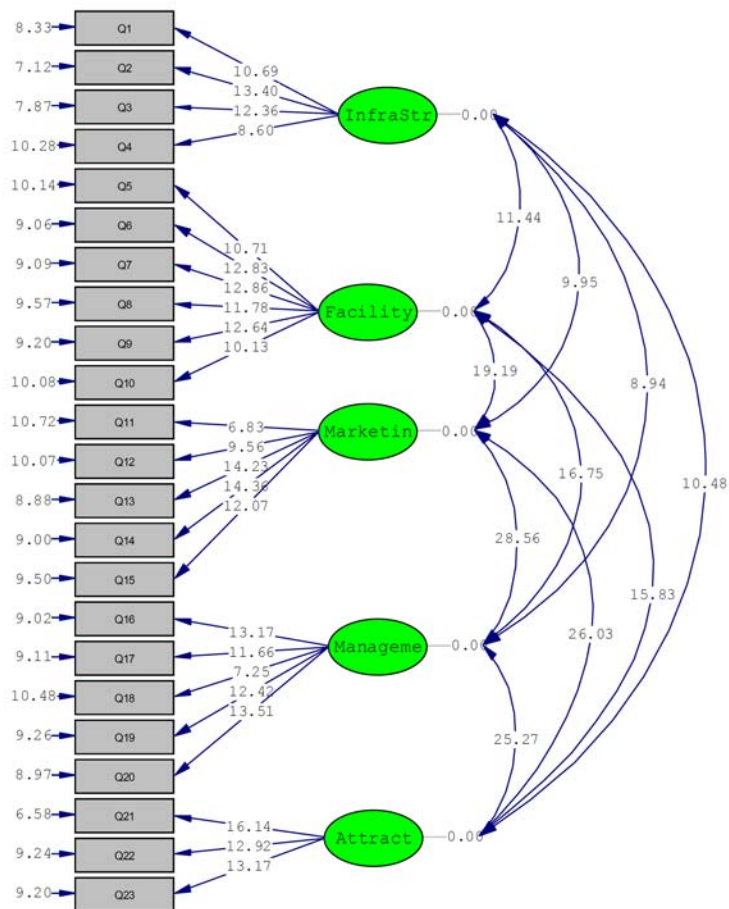 8.33 Q1
7.12 Q2
10.69
13.40
7.87 Q3
12.36
InfraStr 0.00
8.60
10.28 Q4
10.14 Q5
9.06 Q6
11.44
10.71
9.09 Q7
12.83
12.86
9.95
9.57 Q8
11.78
Facility 0.00
12.64
9.20 Q9
10.13
19.19
8.94
10.08 Q10
10.72 Q11
6.83
Marketin 0.00
9.56
10.07 Q12
14.23
16.75
10.48
8.88 Q13
14.36
12.07
9.00 Q14
28.56
9.50 Q15
15.83
9.02 Q16
13.17
26.03
Manageme 0.00
9.11 Q17
11.66
7.25
10.48 Q18
12.42
13.51
9.26 Q19
25.27
8.97 Q20
6.58 Q21
16.14
Attract 0.00
12.92
9.24 Q22
13.17
9.20 Q23